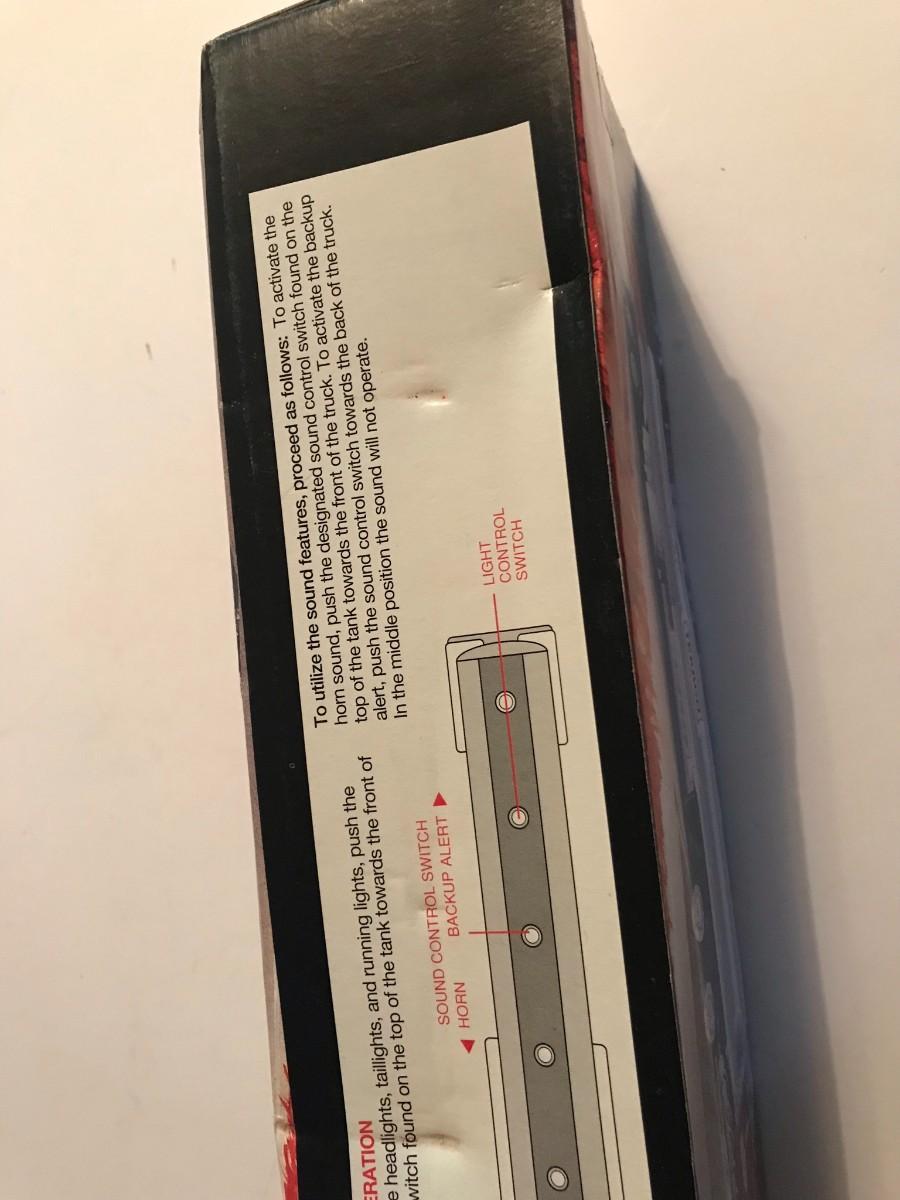 ERATION
headlights, taillights, and running lights, push the
found on the top of the tank towards the front of
To utilize the sound features, proceed as follows: To activate the
horn sound, push the designated sound control switch found on the
top of the tank towards the front of the truck. To activate the backup
alert, push the sound control switch towards the back of the truck.
In the middle position the sound will not operate.
SOUND CONTROL SWITCH
◀ HORN BACKUP ALERT ▶
LIGHT
CONTROL
SWITCH